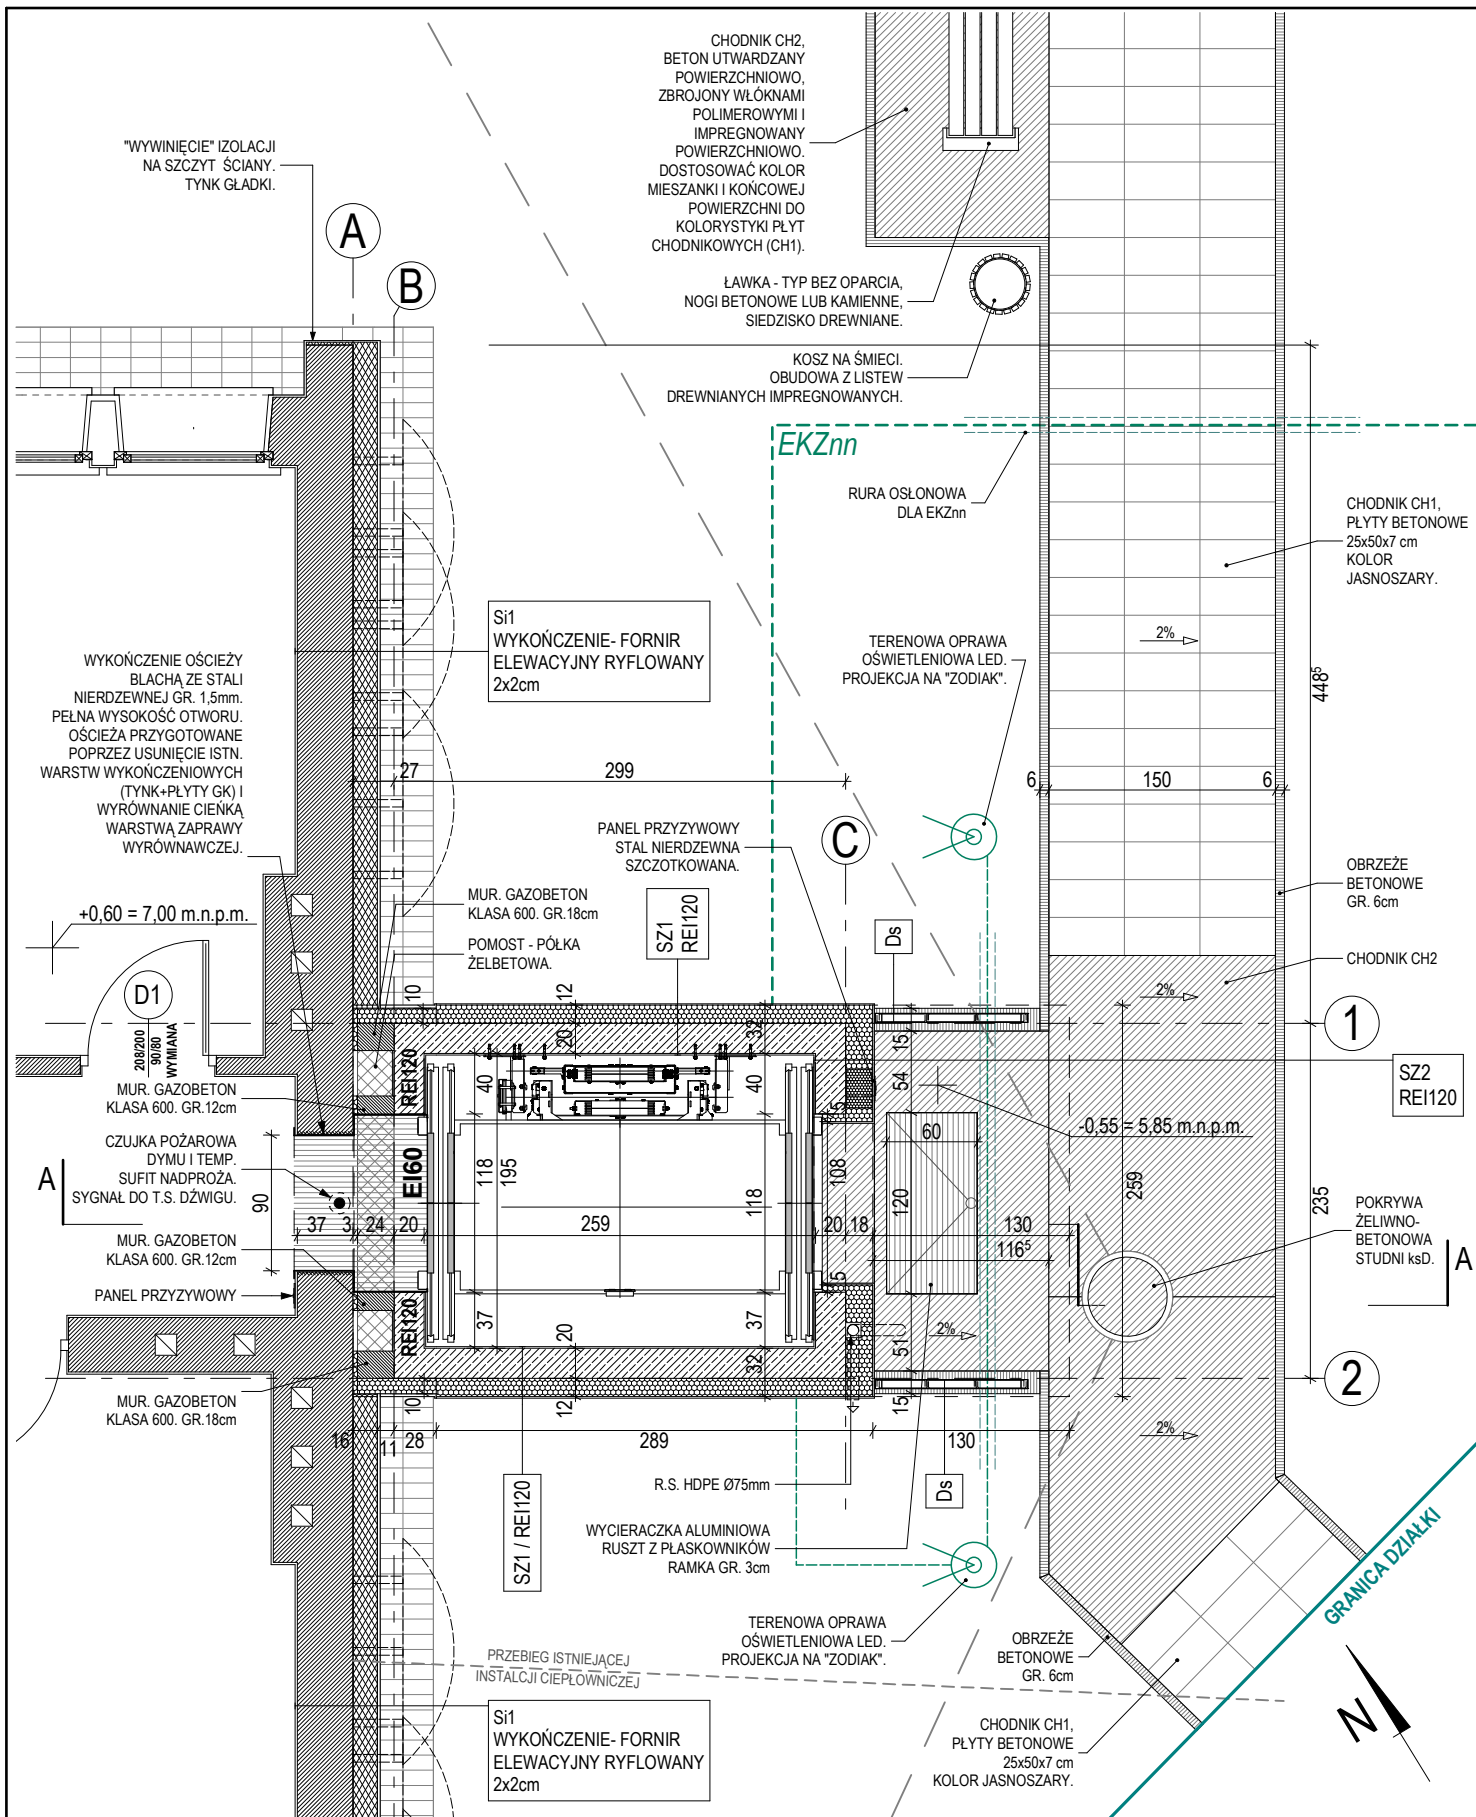 CHODNIK CH2,
BETON UTWARDZANY
POWIERZCHNIOWO,
ZBROJONY WŁÓKNAMI
POLIMEROWYMI I
IMPREGNOWANY
POWIERZCHNIOWO.
DOSTOSOWAĆ KOLOR
MIESZANKI I KOŃCOWEJ
POWIERZCHNI DO
KOLORYSTYKI PŁYT
CHODNIKOWYCH (CH1).
"WYWINIĘCIE" IZOLACJI
NA SZCZYT ŚCIANY.
TYNK GŁADKI.
A
B
ŁAWKA - TYP BEZ OPARCIA,
NOGI BETONOWE LUB KAMIENNE,
SIEDZISKO DREWNIANE.
KOSZ NA ŚMIECI.
OBUDOWA Z LISTEW
DREWNIANYCH IMPREGNOWANYCH.
EKZnn
RURA OSŁONOWA
DLA EKZnn
CHODNIK CH1,
PŁYTY BETONOWE
25x50x7 cm
KOLOR
JASNOSZARY.
Si1
WYKOŃCZENIE- FORNIR
ELEWACYJNY RYFLOWANY
2x2cm
TERENOWA OPRAWA
OŚWIETLENIOWA LED.
PROJEKCJA NA "ZODIAK".
2%
448⁵
WYKOŃCZENIE OŚCIEŻY
BLACHĄ ZE STALI
NIERDZEWNEJ GR. 1,5mm.
PEŁNA WYSOKOŚĆ OTWORU.
OŚCIEŻA PRZYGOTOWANE
POPRZEZ USUNIĘCIE ISTN.
WARSTW WYKOŃCZENIOWYCH
(TYNK+PŁYTY GK) I
WYRÓWNANIE CIEŃKĄ
WARSTWĄ ZAPRAWY
WYRÓWNAWCZEJ.
27
299
6
150
6
PANEL PRZYZYWOWY
STAL NIERDZEWNA
SZCZOTKOWANA.
C
OBRZEŻE
BETONOWE
GR. 6cm
+0,60 = 7,00 m.n.p.m.
MUR. GAZOBETON
KLASA 600. GR.18cm
POMOST - PÓŁKA
ŻELBETOWA.
SZ1
REI120
Ds
CHODNIK CH2
2%
D1
208/200
90/80
WYMIANA
10
12
20
32
15
1
REI120
40
40
54
SZ2
REI120
MUR. GAZOBETON
KLASA 600. GR.12cm
15
60
-0,55 = 5,85 m.n.p.m.
CZUJKA POŻAROWA
DYMU I TEMP.
SUFIT NADPROŻA.
SYGNAŁ DO T.S. DŹWIGU.
A
90
EI60
118
195
118
108
120
259
235
POKRYWA
ŻELIWNO-
BETONOWA
STUDNI ksD.
A
37
3
24
20
259
20
18
130
116⁵
MUR. GAZOBETON
KLASA 600. GR.12cm
PANEL PRZYZYWOWY
15
REI120
37
20
37
32
51
2%
2
MUR. GAZOBETON
KLASA 600. GR.18cm
10
12
15
16
11
28
289
130
2%
R.S. HDPE Ø75mm
Ds
SZ1 / REI120
WYCIERACZKA ALUMINIOWA
RUSZT Z PŁASKOWNIKÓW
RAMKA GR. 3cm
GRANICA DZIAŁKI
TERENOWA OPRAWA
OŚWIETLENIOWA LED.
PROJEKCJA NA "ZODIAK".
OBRZEŻE
BETONOWE
GR. 6cm
PRZEBIEG ISTNIEJĄCEJ
INSTALCJI CIEPŁOWNICZEJ
Si1
WYKOŃCZENIE- FORNIR
ELEWACYJNY RYFLOWANY
2x2cm
CHODNIK CH1,
PŁYTY BETONOWE
25x50x7 cm
KOLOR JASNOSZARY.
N